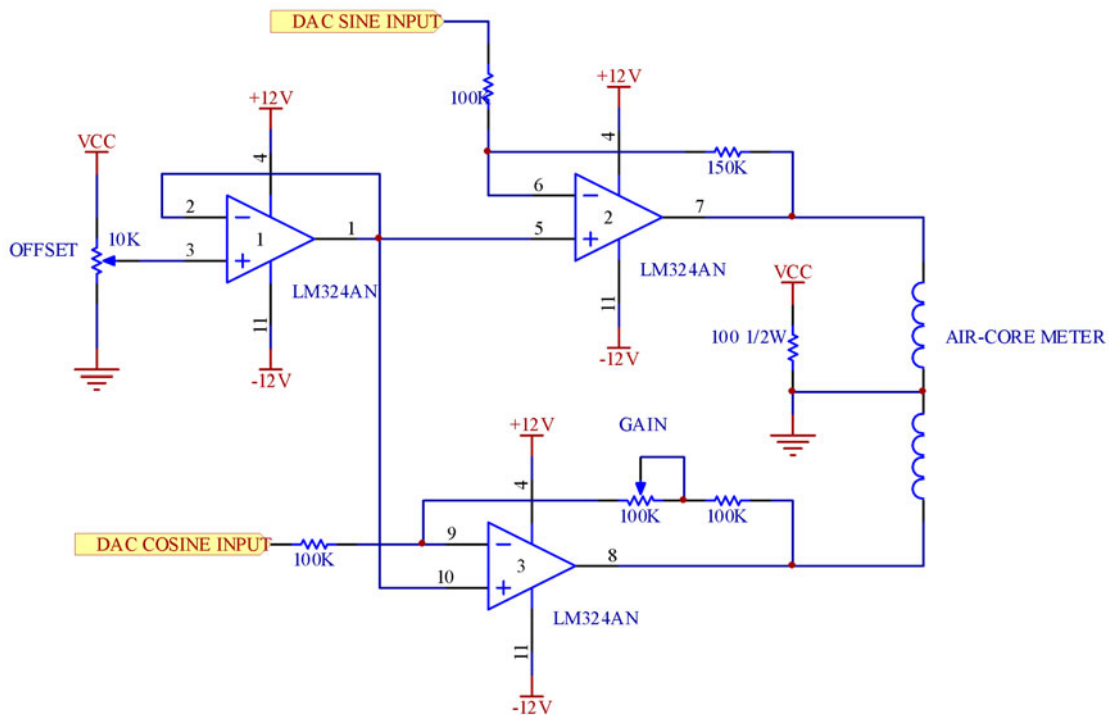 DAC SINE INPUT
+12V
100K
+12V
VCC
4
4
150K
6
2
2
7
10K
1
1
5
OFFSET
3
LM324AN
VCC
LM324AN
11
11
100 1/2W
AIR-CORE METER
-12V
-12V
+12V
GAIN
4
100K
100K
DAC COSINE INPUT
9
100K
3
8
10
LM324AN
11
-12V